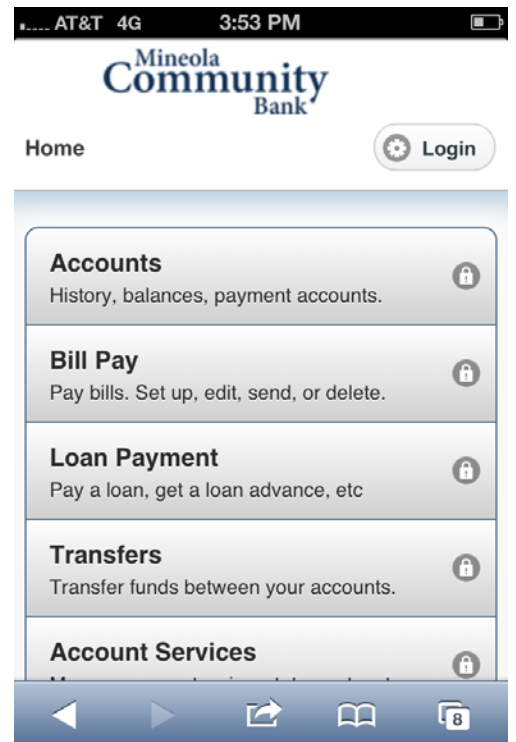 AT&T 4G 3:53 PM
Mineola
Community
Bank
Home
Login
Accounts
History, balances, payment accounts.
Bill Pay
Pay bills. Set up, edit, send, or delete.
Loan Payment
Pay a loan, get a loan advance, etc
Transfers
Transfer funds between your accounts.
Account Services
8